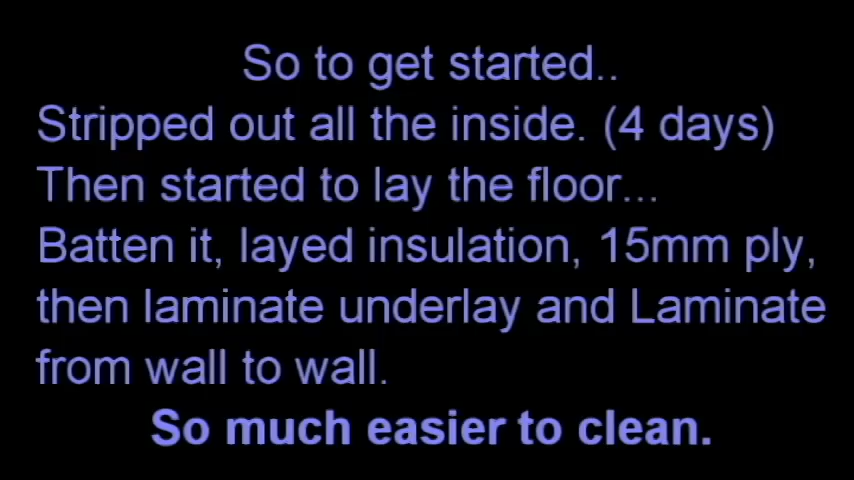 So to get started..
Stripped out all the inside. (4 days)
Then started to lay the floor...
Batten it, layed insulation, 15mm ply,
then laminate underlay and Laminate
from wall to wall.
So much easier to clean.